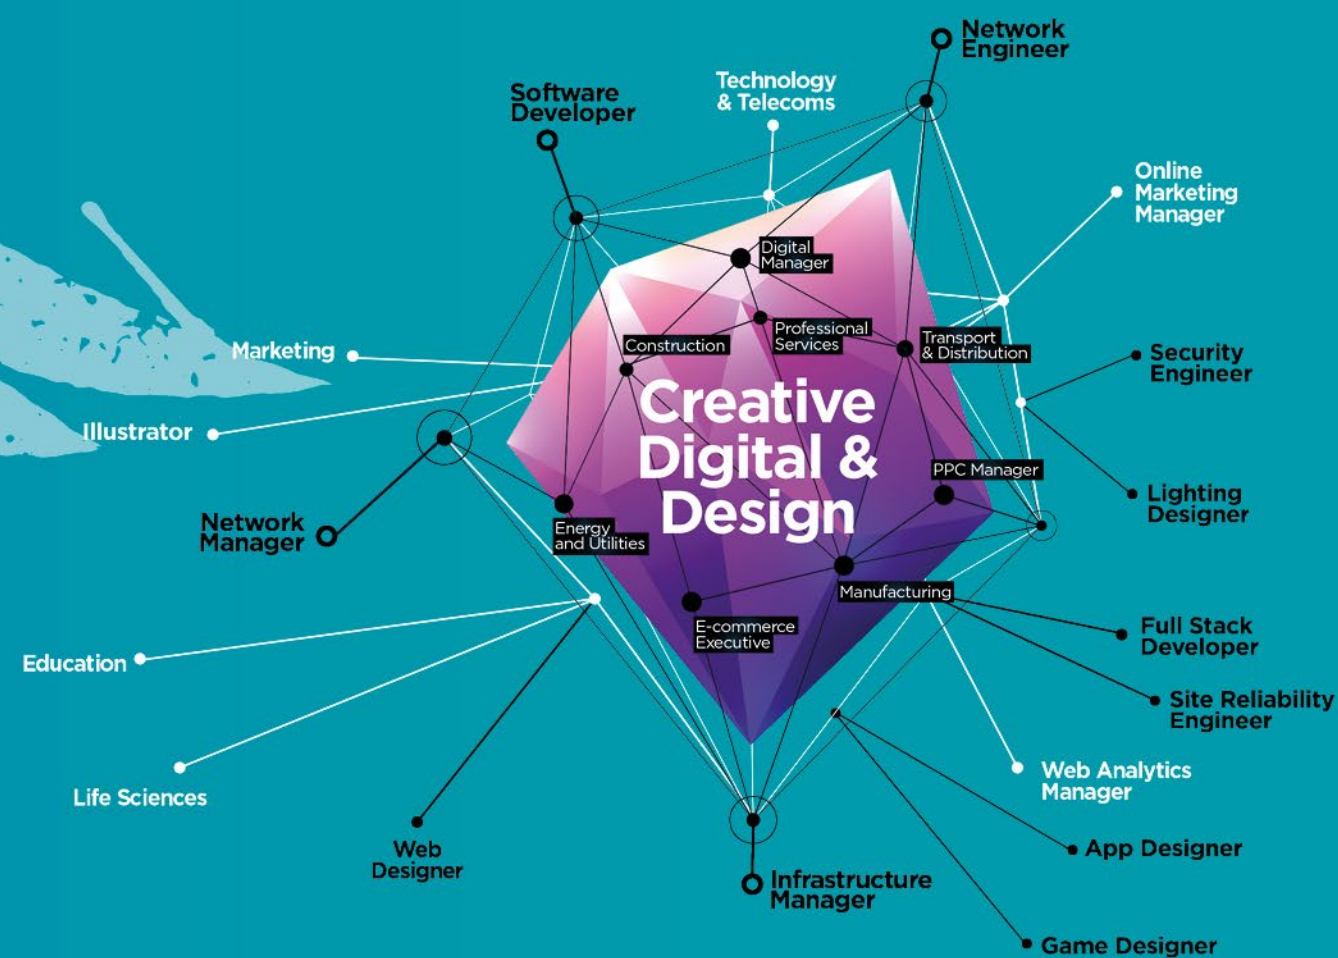 Network
Engineer
Technology
& Telecoms
Software
Developer
Online
Marketing
Manager
Digital
Manager
Professional
Services
Construction
Transport
& Distribution
Marketing
Security
Engineer
Illustrator
Creative
Digital &
Design
PPC Manager
Lighting
Designer
Network
Manager
Energy
and Utilities
Manufacturing
E-commerce
Executive
Full Stack
Developer
Education
Site Reliability
Engineer
Life Sciences
Web Analytics
Manager
Web
Designer
App Designer
Infrastructure
Manager
Game Designer